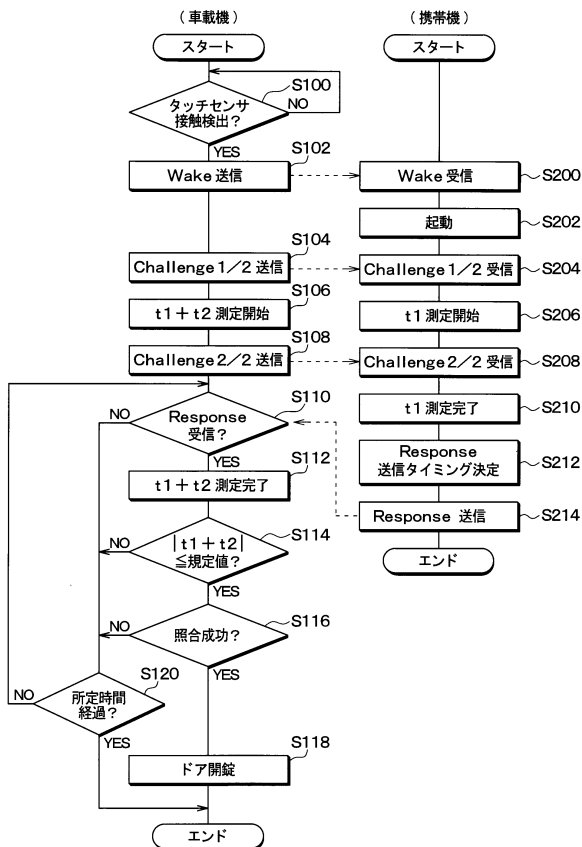 （車載機）
スタート
S100
タッチセンサ
接触検出？
NO
YES
S102
Wake 送信
S104
Challenge 1／2 送信
S106
t1＋t2 測定開始
S108
Challenge 2／2 送信
S110
NO
Response
受信？
YES
S112
t1＋t2 測定完了
S114
NO
｜t1＋t2｜
≦規定値？
YES
S116
NO
照合成功？
YES
S120
NO
所定時間
経過？
YES
S118
ドア開錠
エンド
（携帯機）
スタート
Wake 受信
S200
起動
S202
Challenge 1／2 受信
S204
t1 測定開始
S206
Challenge 2／2 受信
S208
t1 測定完了
S210
Response
送信タイミング決定
S212
Response 送信
S214
エンド